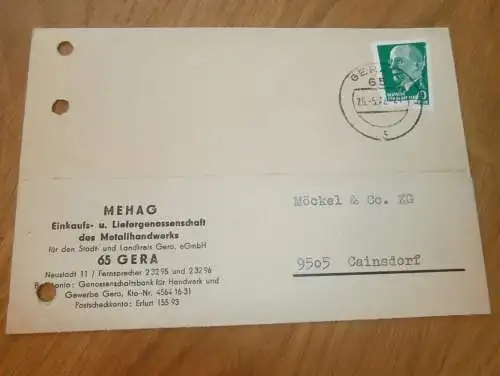 GERA
65
MEHAG
Einkaufs- u. Liefergenossenschaft
des Metallhandwerks
für den Stadt- und Landkreis Gera, eGmbH
65 GERA
Neustadt 11 / Fernsprecher 2 32 95 und 2 32 96
Genossenschaftsbank für Handwerk und
Gewerbe Gera, Kto-Nr. 4564-16-31
Postscheckkonto: Erfurt 155 93
Möckel & Co. KG
9505 Cainsdorf